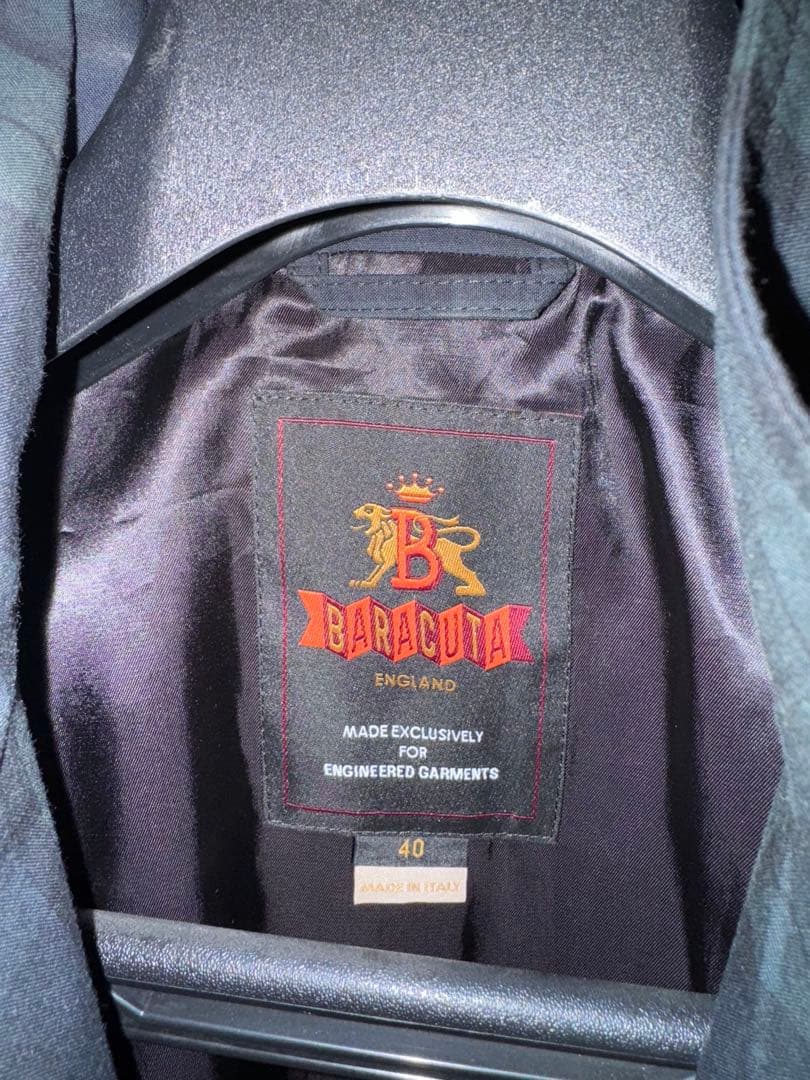 B
BARACUTA
ENGLAND
MADE EXCLUSIVELY
FOR
ENGINEERED GARMENTS
40
MADE IN ITALY